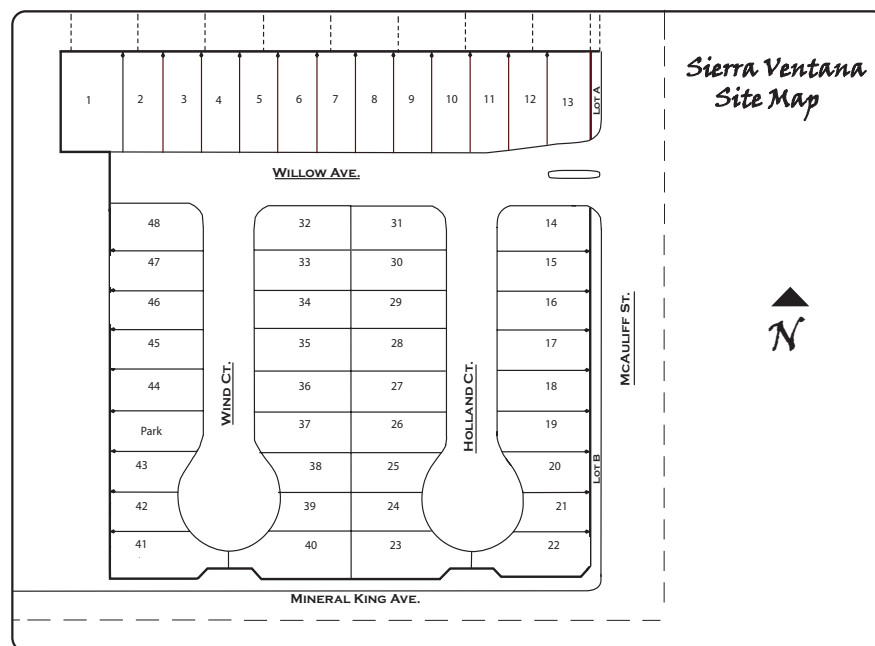 Sierra Ventana
Site Map
1 2 3 4 5 6 7 8 9 10 11 12 13 LOT A
WILLOW AVE.
48 32 31 14
47 33 30 15
46 34 29 16
45 35 28 17
44 36 27 18
Park 37 26 19
43 38 25 20
42 39 24 21
41 40 23 22
WIND CT.
HOLLAND CT.
LOT B
MCAULIFF ST.
N
MINERAL KING AVE.